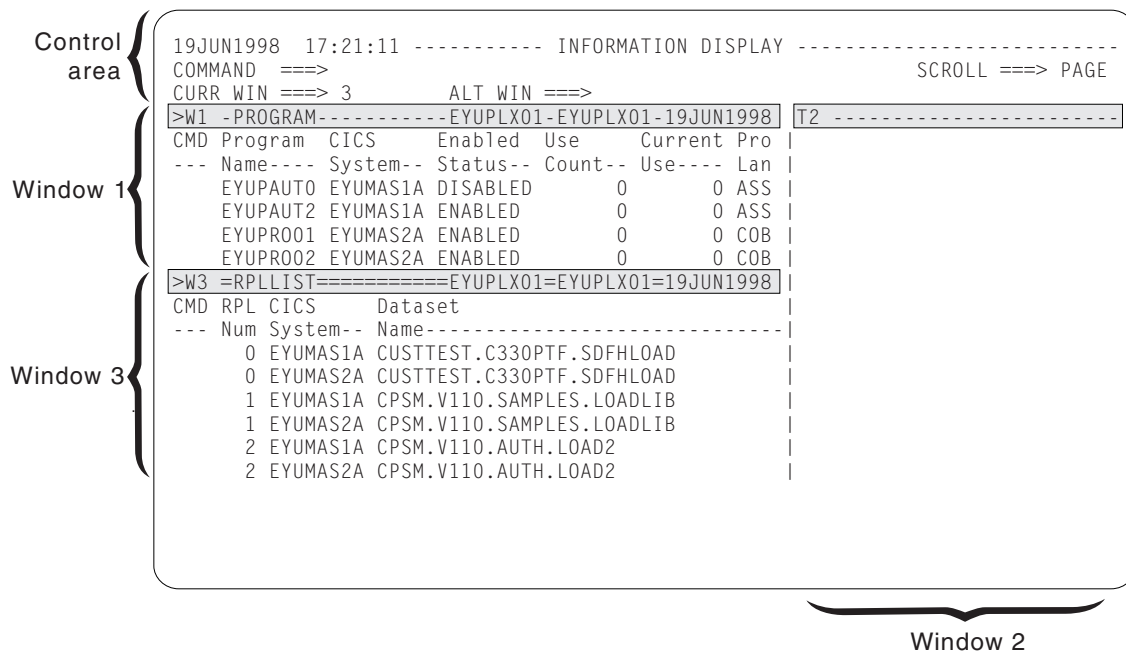 Control area
19JUN1998  17:21:11 ----------- INFORMATION DISPLAY ---------------------------
COMMAND  ===>                                                  SCROLL ===> PAGE
CURR WIN ===> 3        ALT WIN ===>
>W1 -PROGRAM-----------EYUPLX01-EYUPLX01-19JUN1998 T2 ------------------------
CMD Program  CICS     Enabled  Use     Current Pro |
--- Name---- System-- Status-- Count-- Use---- Lan |
Window 1
    EYUPAUTO EYUMAS1A DISABLED       0       0 ASS |
    EYUPAUT2 EYUMAS1A ENABLED        0       0 ASS |
    EYUPRO01 EYUMAS2A ENABLED        0       0 COB |
    EYUPRO02 EYUMAS2A ENABLED        0       0 COB |
>W3 =RPLLIST===========EYUPLX01=EYUPLX01=19JUN1998 |
CMD RPL CICS     Dataset                           |
--- Num System-- Name------------------------------|
      0 EYUMAS1A CUSTTEST.C330PTF.SDFHLOAD         |
Window 3
      0 EYUMAS2A CUSTTEST.C330PTF.SDFHLOAD         |
      1 EYUMAS1A CPSM.V110.SAMPLES.LOADLIB         |
      1 EYUMAS2A CPSM.V110.SAMPLES.LOADLIB         |
      2 EYUMAS1A CPSM.V110.AUTH.LOAD2              |
      2 EYUMAS2A CPSM.V110.AUTH.LOAD2              |
Window 2